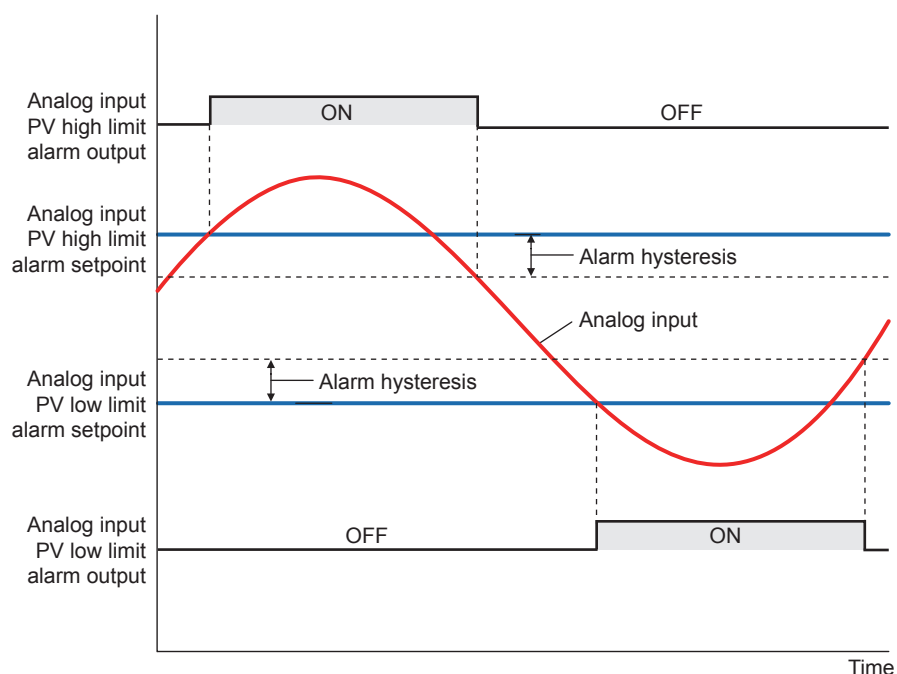 Analog input
PV high limit
alarm output
ON
OFF
Analog input
PV high limit
alarm setpoint
Alarm hysteresis
Analog input
Alarm hysteresis
Analog input
PV low limit
alarm setpoint
Analog input
PV low limit
alarm output
OFF
ON
Time